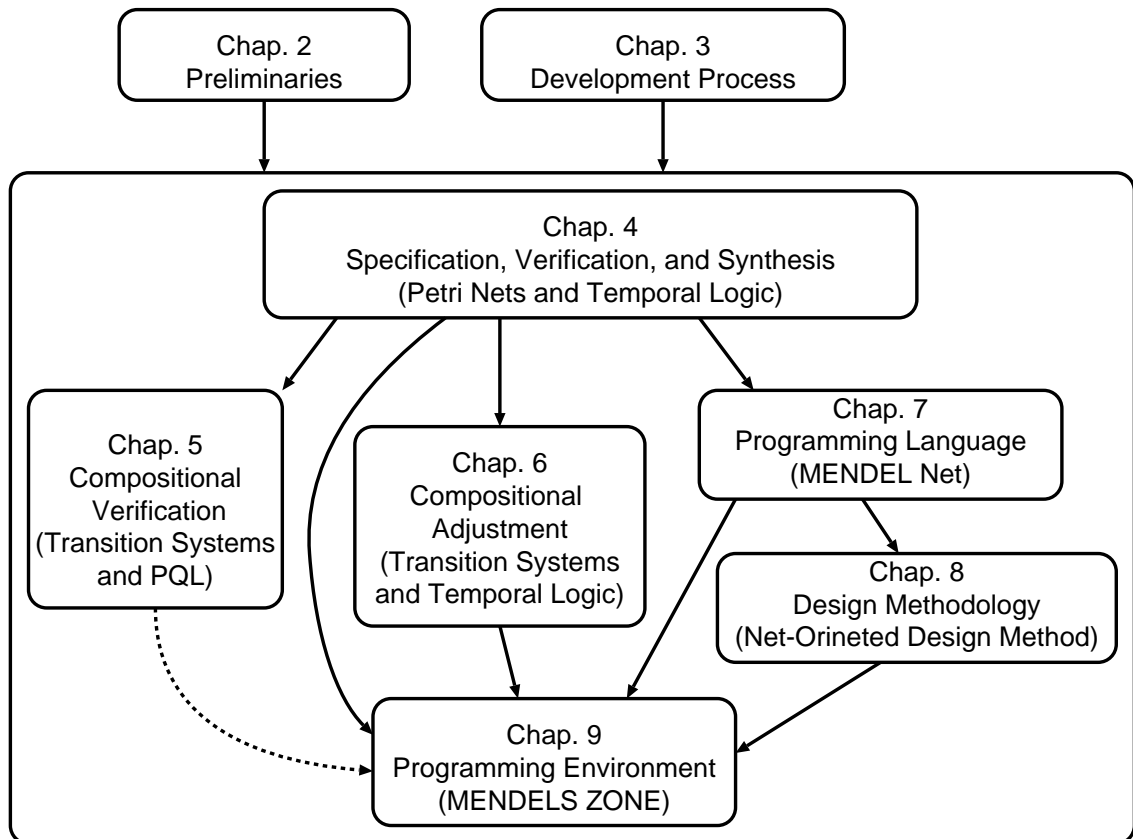 Chap. 2
Preliminaries
Chap. 3
Development Process
Chap. 4
Specification, Verification, and Synthesis
(Petri Nets and Temporal Logic)
Chap. 5
Compositional
Verification
(Transition Systems
and PQL)
Chap. 6
Compositional
Adjustment
(Transition Systems
and Temporal Logic)
Chap. 7
Programming Language
(MENDEL Net)
Chap. 8
Design Methodology
(Net-Orineted Design Method)
Chap. 9
Programming Environment
(MENDELS ZONE)